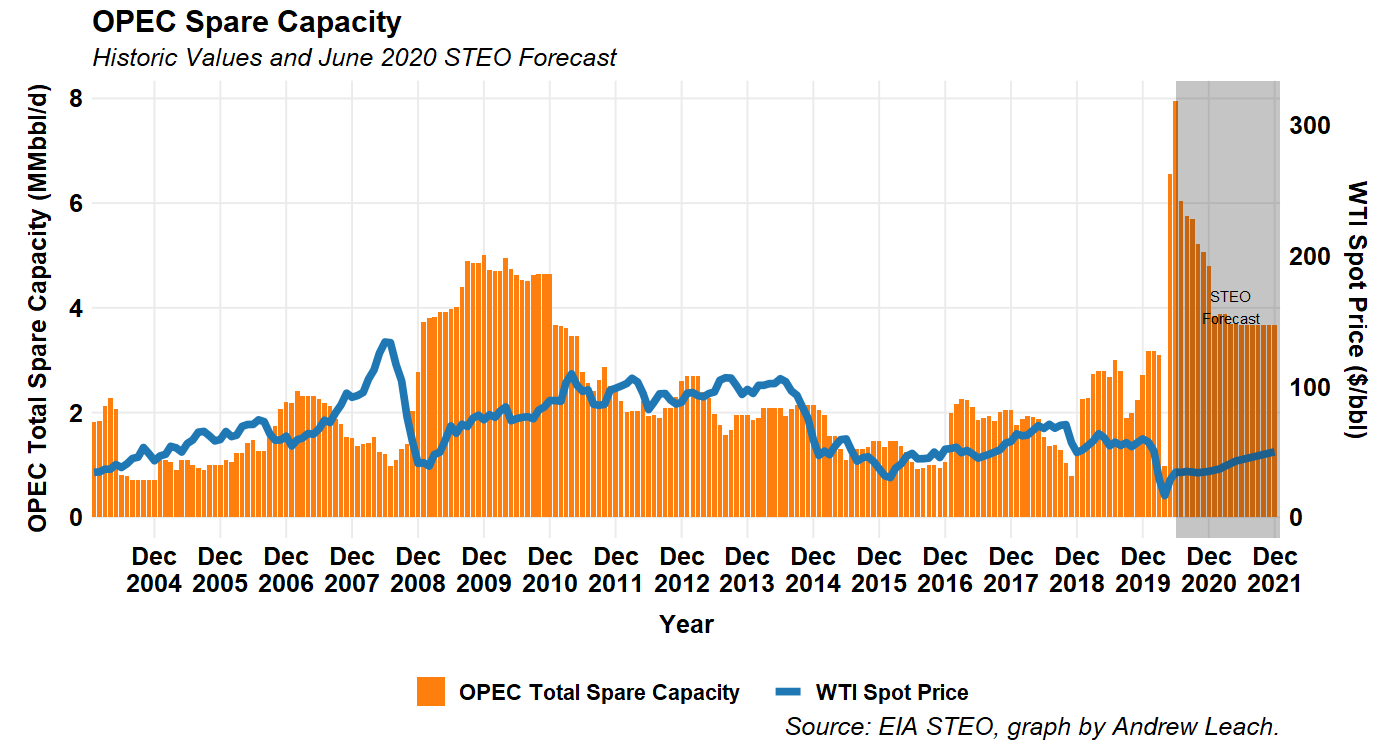 OPEC Spare Capacity
Historic Values and June 2020 STEO Forecast
OPEC Total Spare Capacity (MMbbl/d)
8
6
4
2
0
300
200
100
0
WTI Spot Price ($/bbl)
STEO
Forecast
Dec Dec Dec Dec Dec Dec Dec Dec Dec Dec Dec Dec Dec Dec Dec Dec Dec Dec
2004 2005 2006 2007 2008 2009 2010 2011 2012 2013 2014 2015 2016 2017 2018 2019 2020 2021
Year
OPEC Total Spare Capacity WTI Spot Price
Source: EIA STEO, graph by Andrew Leach.